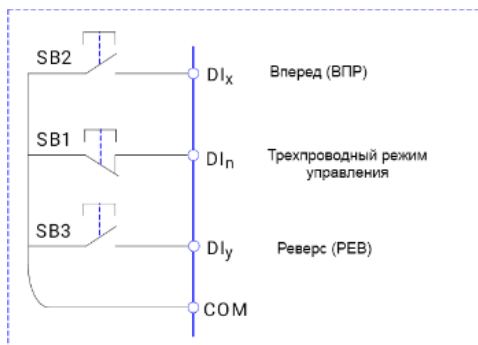 SB2
DIx
Вперед (ВПР)
SB1
DIn
Трехпроводный режим
управления
SB3
DIy
Реверс (РЕВ)
COM